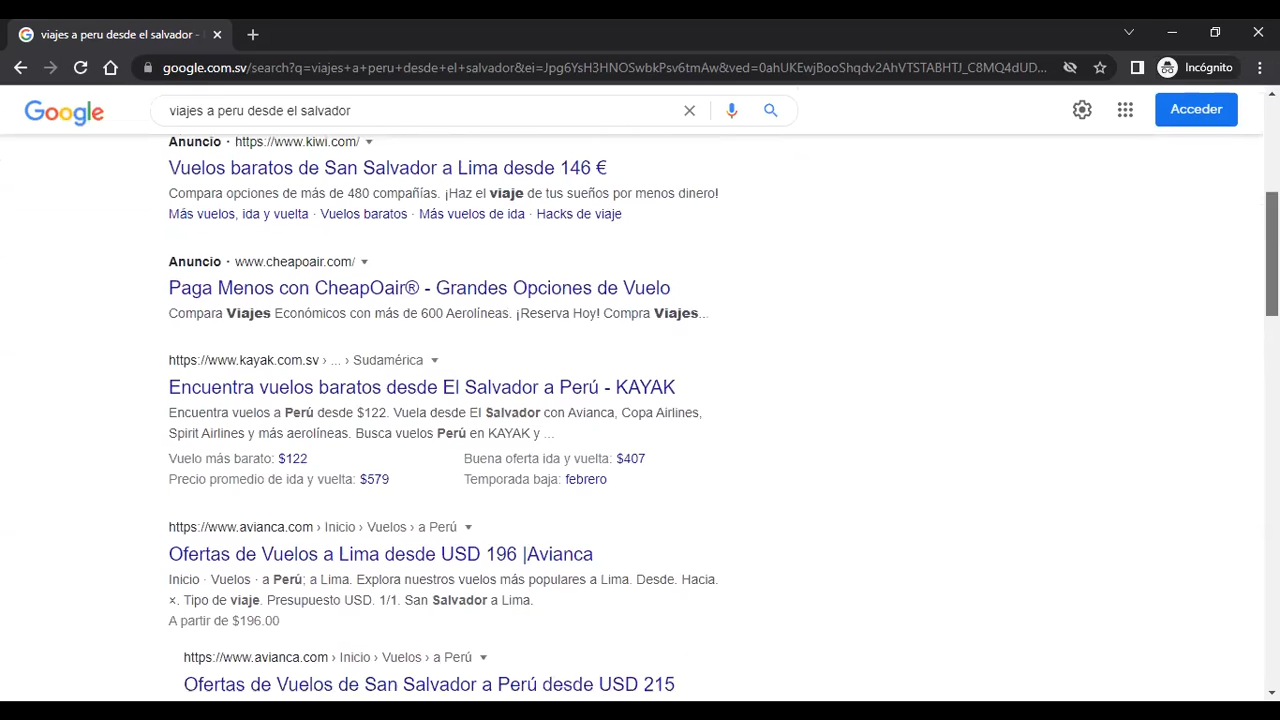 viajes a peru desde el salvador -
google.com.sv/search?q=viajes+a+peru+desde+el+salvador&ei=Jpg6YsH3HNOSwbkPsv6tmAw&ved=0ahUKEwjBooShqdv2AhVTSTABHTJ_C8MQ4dUD...
Incógnito
Google
viajes a peru desde el salvador
Acceder
Anuncio · https://www.kiwi.com/
Vuelos baratos de San Salvador a Lima desde 146 €
Compara opciones de más de 480 compañías. ¡Haz el viaje de tus sueños por menos dinero!
Más vuelos, ida y vuelta · Vuelos baratos · Más vuelos de ida · Hacks de viaje
Anuncio · www.cheapoair.com/
Paga Menos con CheapOair® - Grandes Opciones de Vuelo
Compara Viajes Económicos con más de 600 Aerolíneas. ¡Reserva Hoy! Compra Viajes...
https://www.kayak.com.sv › ... › Sudamérica
Encuentra vuelos baratos desde El Salvador a Perú - KAYAK
Encuentra vuelos a Perú desde $122. Vuela desde El Salvador con Avianca, Copa Airlines,
Spirit Airlines y más aerolíneas. Busca vuelos Perú en KAYAK y ...
Vuelo más barato: $122 Buena oferta ida y vuelta: $407
Precio promedio de ida y vuelta: $579 Temporada baja: febrero
https://www.avianca.com › Inicio › Vuelos › a Perú
Ofertas de Vuelos a Lima desde USD 196 |Avianca
Inicio · Vuelos · a Perú; a Lima. Explora nuestros vuelos más populares a Lima. Desde. Hacia.
×. Tipo de viaje. Presupuesto USD. 1/1. San Salvador a Lima.
A partir de $196.00
https://www.avianca.com › Inicio › Vuelos › a Perú
Ofertas de Vuelos de San Salvador a Perú desde USD 215